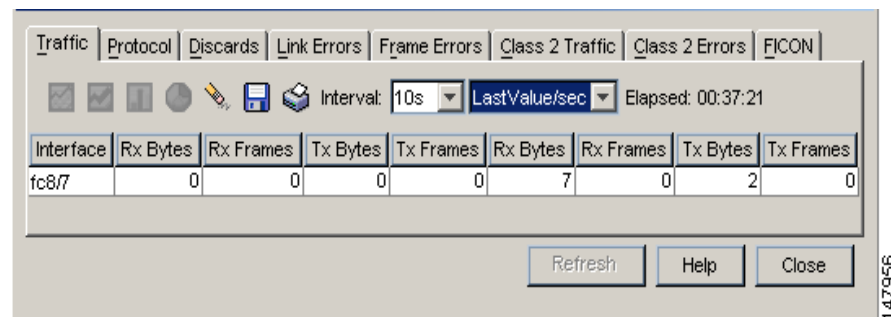 Traffic Protocol Discards Link Errors Frame Errors Class 2 Traffic Class 2 Errors FICON
Interval: 10s LastValue/sec Elapsed: 00:37:21
Interface Rx Bytes Rx Frames Tx Bytes Tx Frames Rx Bytes Rx Frames Tx Bytes Tx Frames
fc8/7 0 0 0 0 7 0 2 0
Refresh Help Close
147956